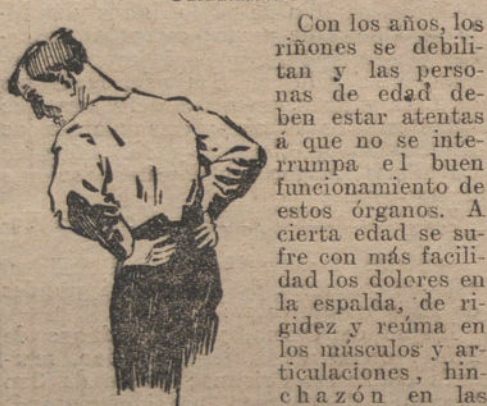 Con los años, los
riñones se debili-
tan y las perso-
nas de edad de-
ben estar atentas
á que no se inte-
rrumpa el buen
funcionamiento de
estos órganos. A
cierta edad se su-
fre con más facili-
dad los dolores en
la espalda, de ri-
gidez y reúma en
los músculos y ar-
ticulaciones, hin-
chazón en las